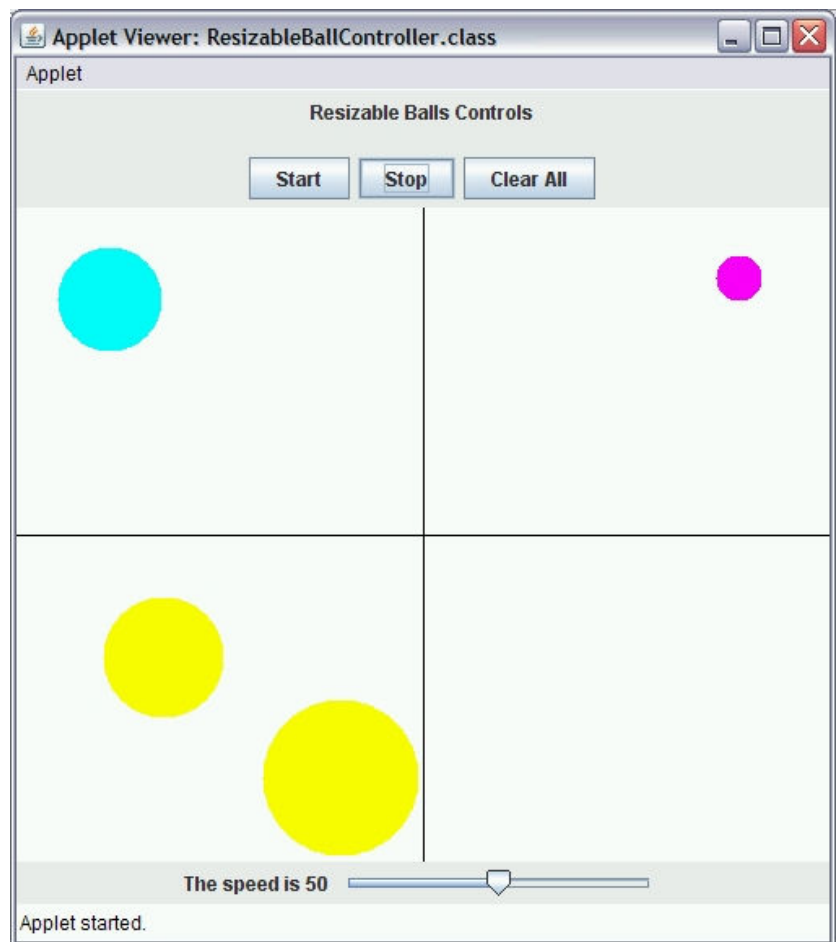 Applet Viewer: ResizableBallController.class
Applet
Resizable Balls Controls
Start Stop Clear All
The speed is 50
Applet started.